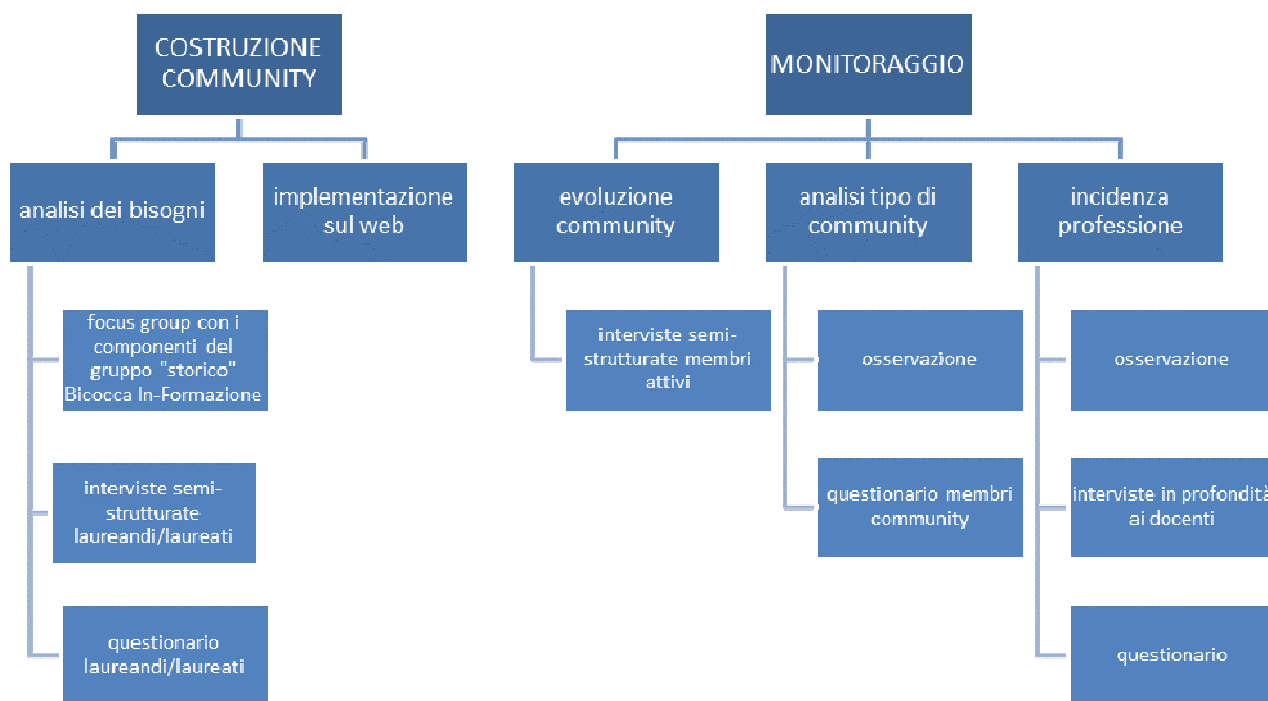 COSTRUZIONE
COMMUNITY
MONITORAGGIO
analisi dei bisogni
implementazione
sul web
evoluzione
community
analisi tipo di
community
incidenza
professione
focus group con i
componenti del
gruppo "storico"
Bicocca In-Formazione
interviste semi-
strutturate membri
attivi
osservazione
osservazione
interviste semi-
strutturate
laureandi/laureati
questionario membri
community
interviste in profondità
ai docenti
questionario
laureandi/laureati
questionario